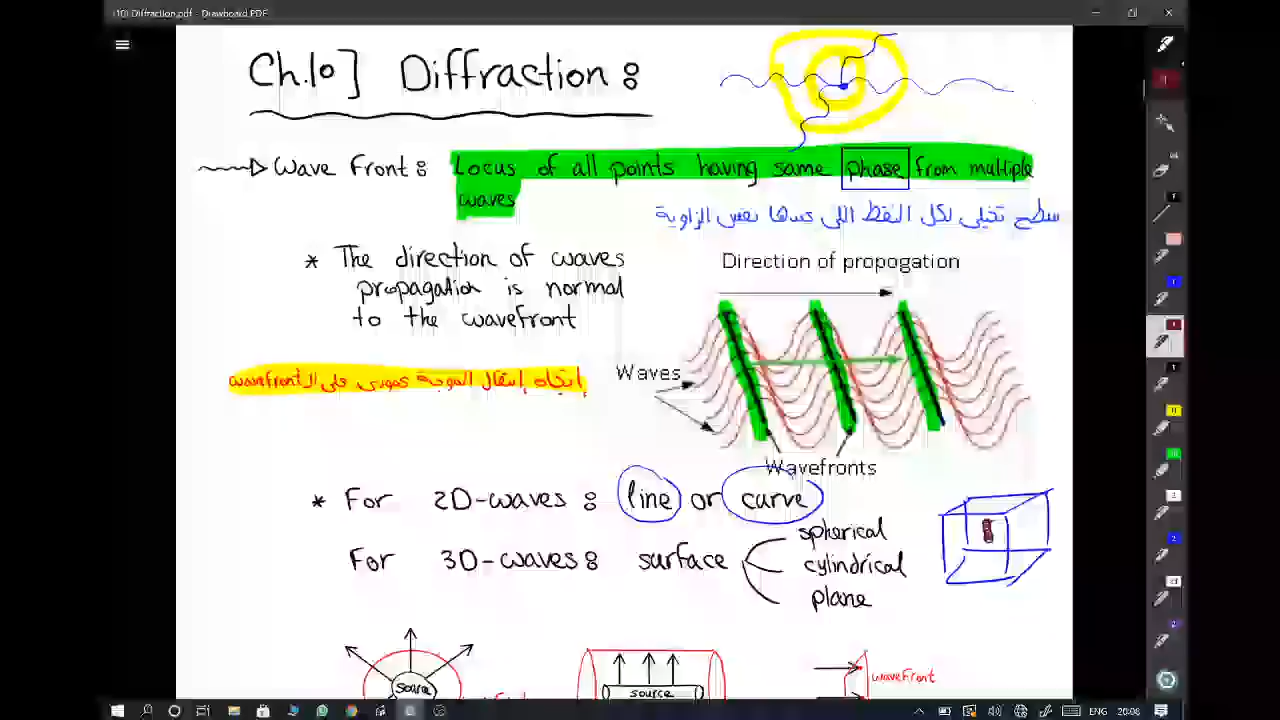 (10) Diffraction.pdf - Drawboard PDF
Ch.10] Diffraction:
Wave Front: Locus of all points having same phase from multiple
waves
سطح تخيلي لكل النقط اللي عندها نفس الزاوية
* The direction of waves
propagation is normal
to the wavefront
إتجاه إنتقال الموجة عمودي على الـ wavefront
Direction of propogation
Waves
Wavefronts
* For 2D-waves: line or curve
For 3D-waves: surface
spherical
cylindrical
plane
source
source
wavefront
ENG
20:08